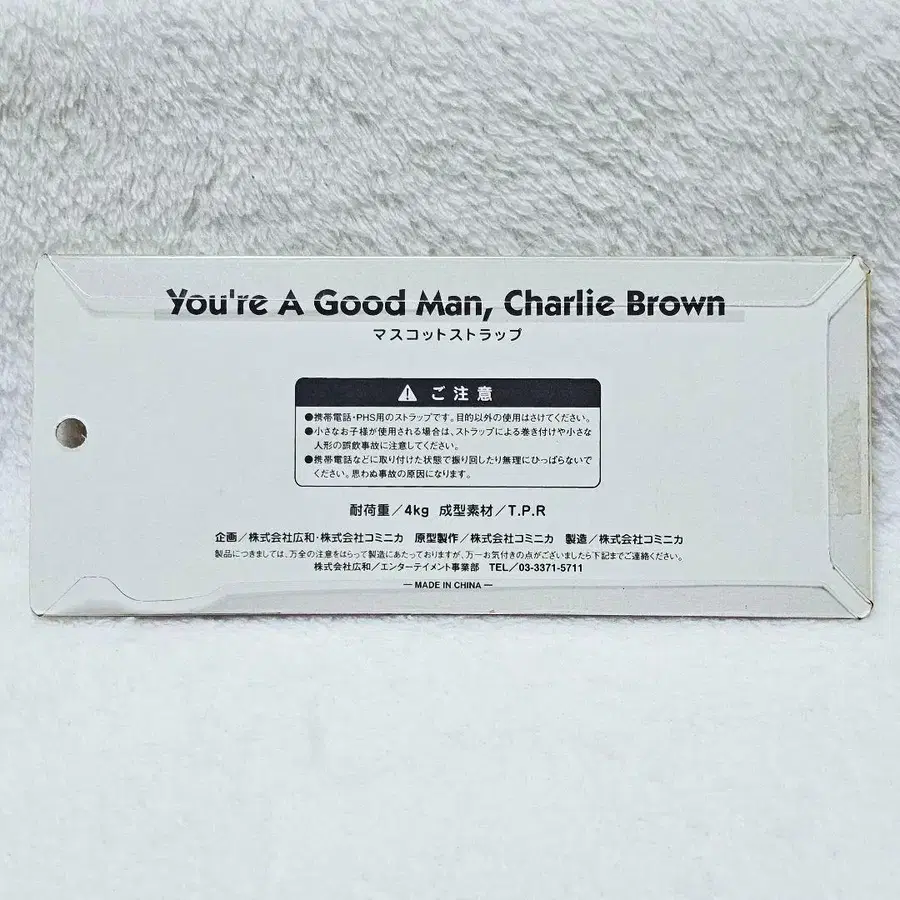 You're A Good Man, Charlie Brown
マスコットストラップ
⚠ ご注意
●携帯電話・PHS用のストラップです。目的以外の使用はさけてください。
●小さなお子様が使用される場合は、ストラップによる巻き付けや小さな
人形の誤飲事故に注意してください。
●携帯電話などに取り付けた状態で振り回したり無理にひっぱらないで
ください。思わぬ事故の原因になります。
耐荷重／4kg 成型素材／T.P.R
企画／株式会社広和・株式会社コミニカ 原型製作／株式会社コミニカ 製造／株式会社コミニカ
製品につきましては、万全の注意をはらって製造にあたっておりますが、万一お気付きの点がございましたら下記までご連絡ください。
株式会社広和／エンターテイメント事業部 TEL／03-3371-5711
— MADE IN CHINA —